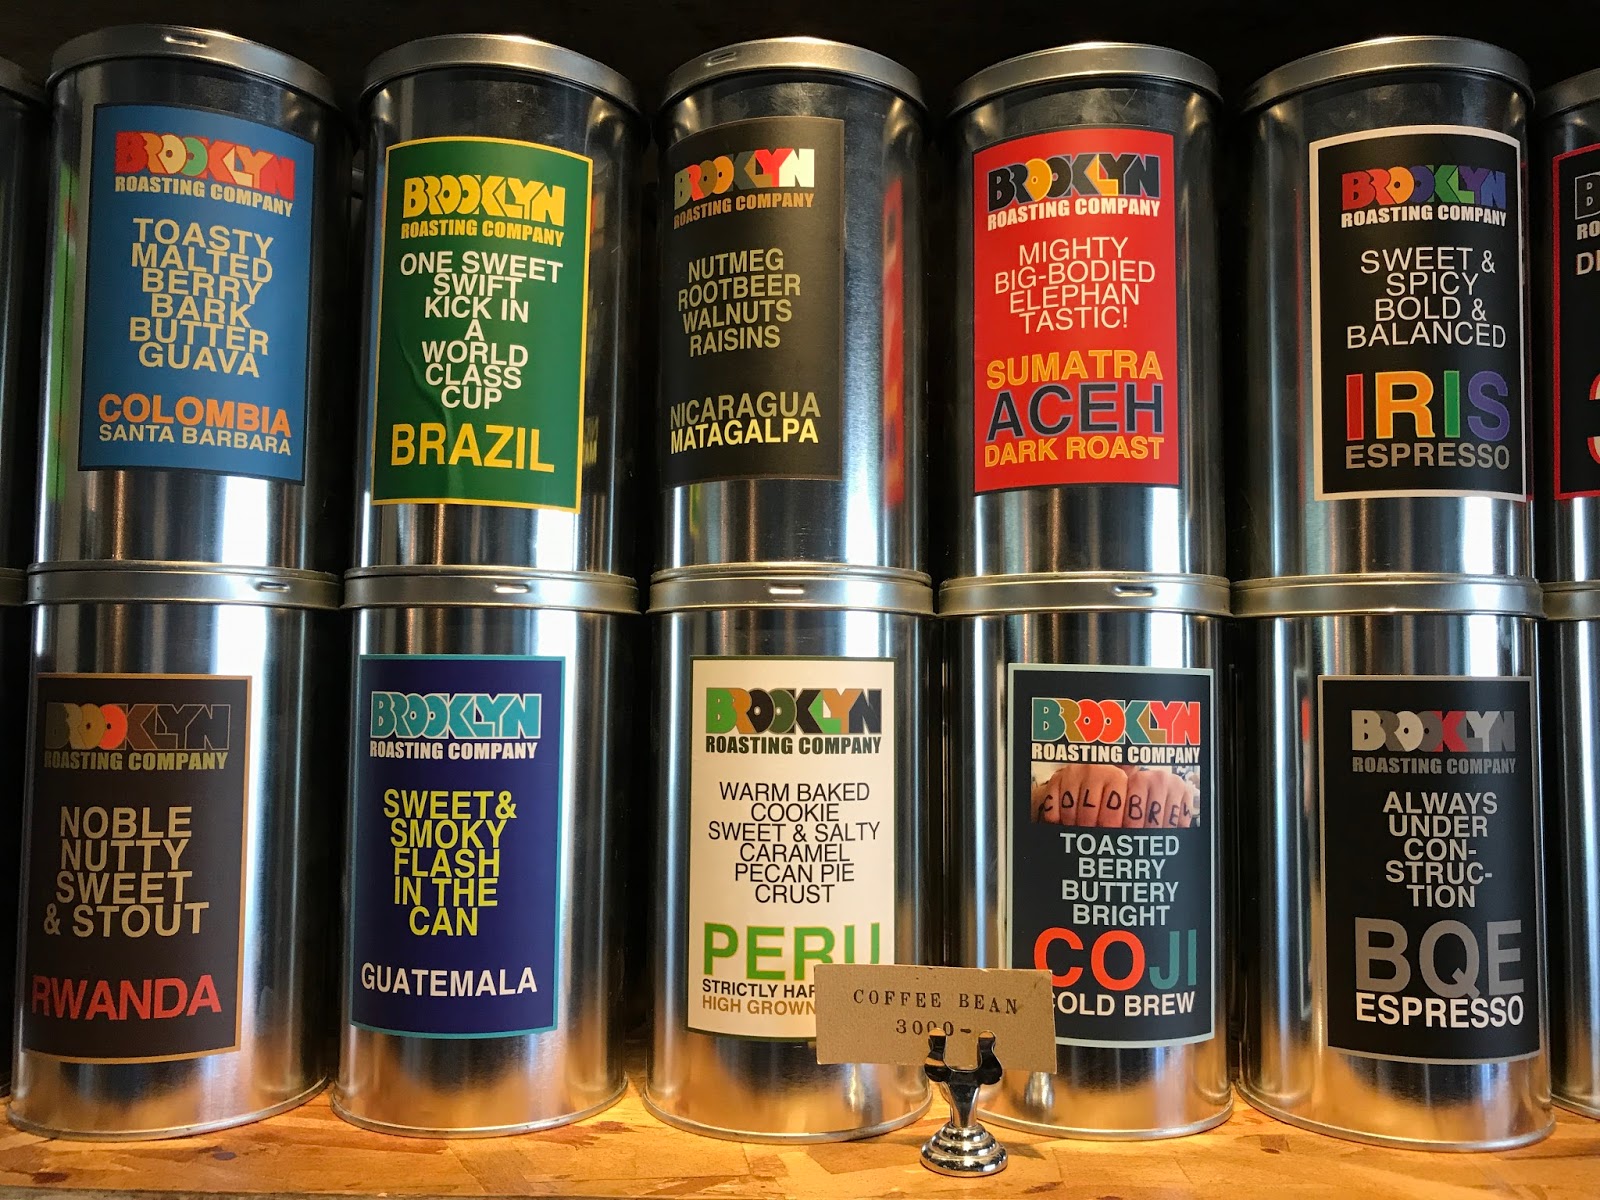 BROOKLYN
ROASTING COMPANY
TOASTY
MALTED
BERRY
BARK
BUTTER
GUAVA
COLOMBIA
SANTA BARBARA
BROOKLYN
ROASTING COMPANY
ONE SWEET
SWIFT
KICK IN
A
WORLD
CLASS
CUP
BRAZIL
BROOKLYN
ROASTING COMPANY
NUTMEG
ROOTBEER
WALNUTS
RAISINS
NICARAGUA
MATAGALPA
BROOKLYN
ROASTING COMPANY
MIGHTY
BIG-BODIED
ELEPHAN
TASTIC!
SUMATRA
ACEH
DARK ROAST
BROOKLYN
ROASTING COMPANY
SWEET &
SPICY
BOLD &
BALANCED
IRIS
ESPRESSO
BROOKLYN
ROASTING COMPANY
NOBLE
NUTTY
SWEET
& STOUT
RWANDA
BROOKLYN
ROASTING COMPANY
SWEET&
SMOKY
FLASH
IN THE
CAN
GUATEMALA
BROOKLYN
ROASTING COMPANY
WARM BAKED
COOKIE
SWEET & SALTY
CARAMEL
PECAN PIE
CRUST
PERU
STRICTLY HAR
HIGH GROWN
BROOKLYN
ROASTING COMPANY
COLDBREW
TOASTED
BERRY
BUTTERY
BRIGHT
COJI
COLD BREW
COFFEE BEAN
3000-
BROOKLYN
ROASTING COMPANY
ALWAYS
UNDER
CON-
STRUC-
TION
BQE
ESPRESSO